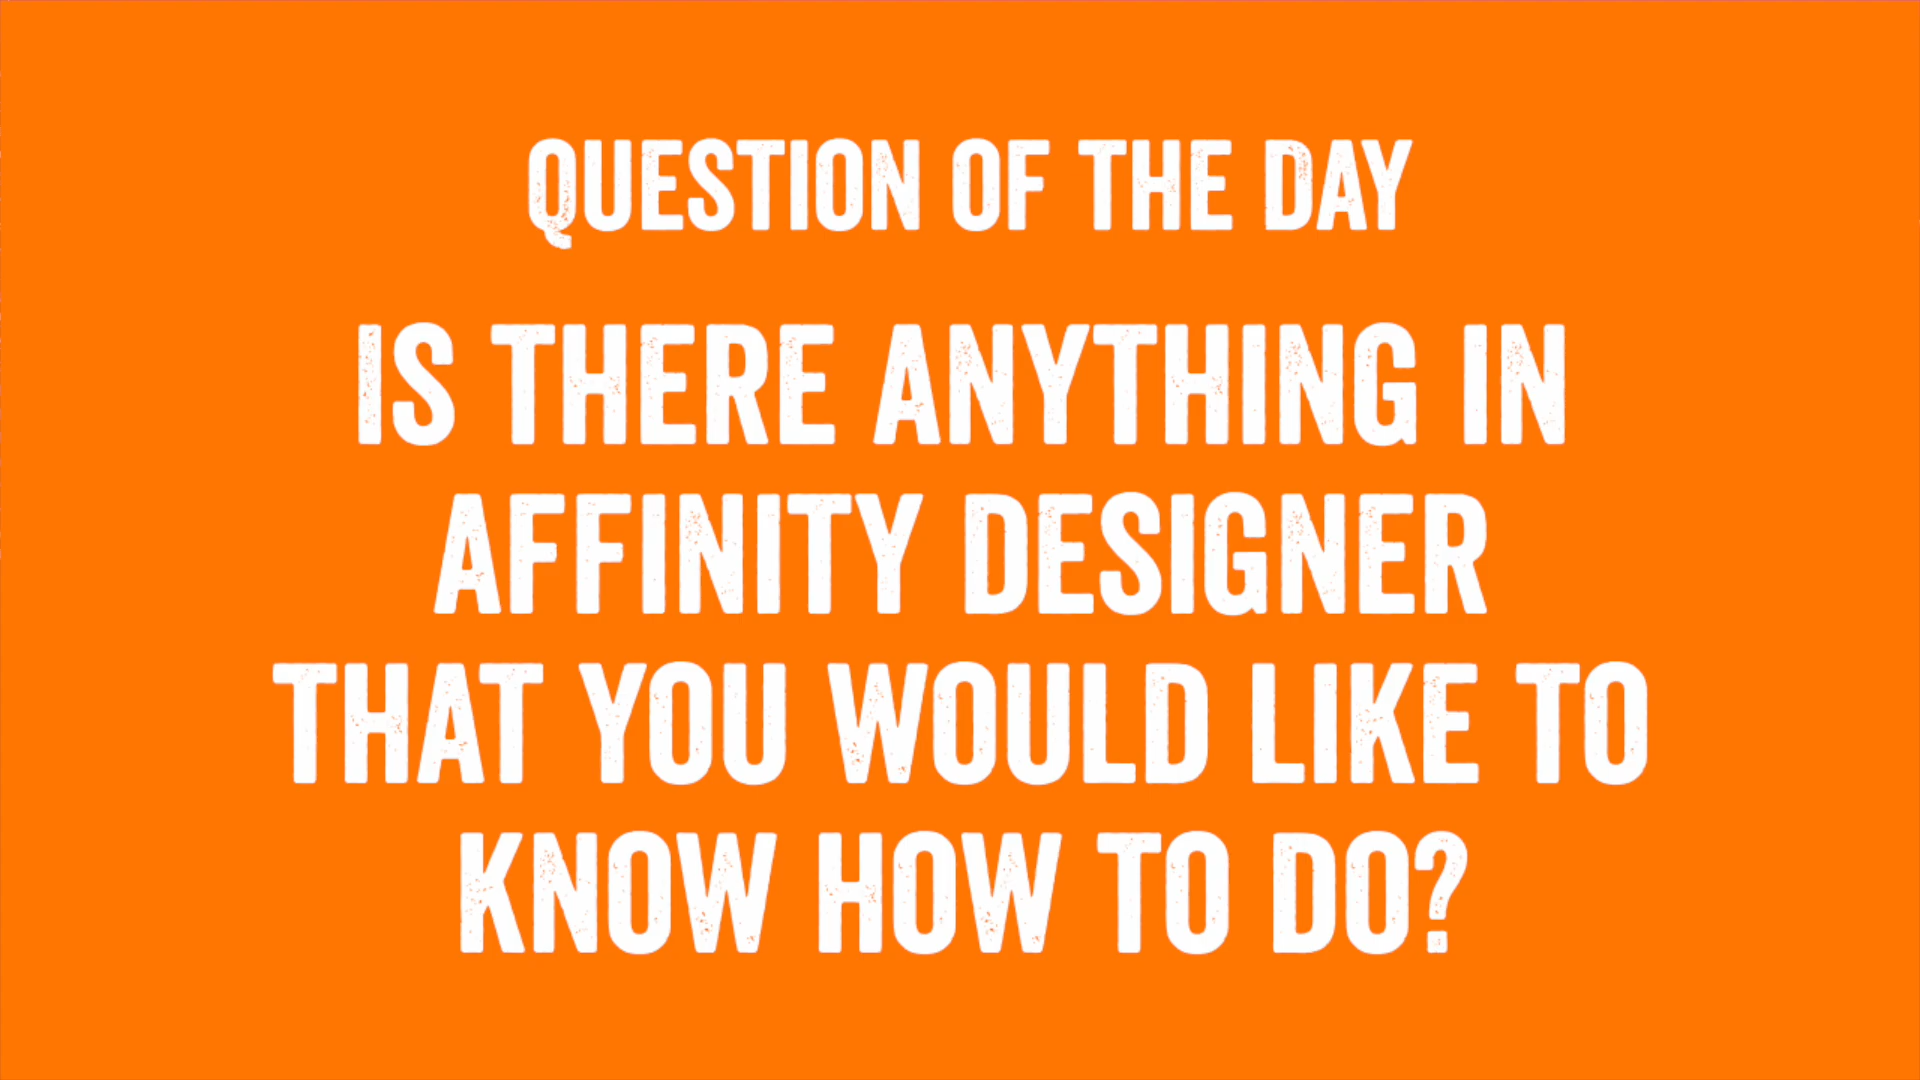 QUESTION OF THE DAY
IS THERE ANYTHING IN
AFFINITY DESIGNER
THAT YOU WOULD LIKE TO
KNOW HOW TO DO?